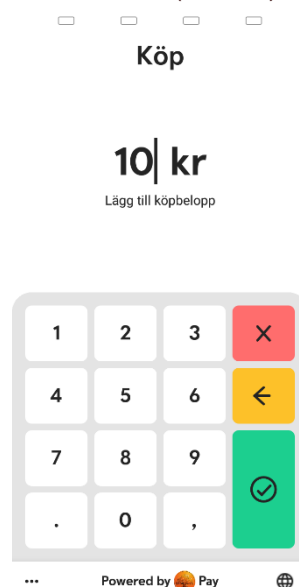 Köp
10 kr
Lägg till köpbelopp
1 2 3
4 5 6
7 8 9
. 0 ,
Powered by Pay